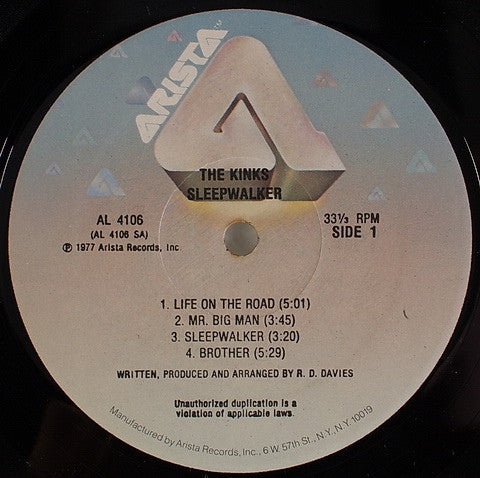 ARISTA™
THE KINKS
SLEEPWALKER
AL 4106
(AL 4106 SA)
℗ 1977 Arista Records, Inc.
33⅓ RPM
SIDE 1
1. LIFE ON THE ROAD (5:01)
2. MR. BIG MAN (3:45)
3. SLEEPWALKER (3:20)
4. BROTHER (5:29)
WRITTEN, PRODUCED AND ARRANGED BY R. D. DAVIES
Unauthorized duplication is a
violation of applicable laws.
Manufactured by Arista Records, Inc., 6 W 57th St., N.Y., N.Y. 10019